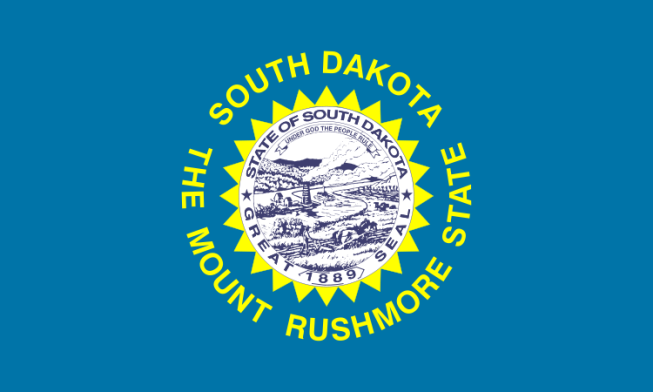 SOUTH DAKOTA
STATE OF SOUTH DAKOTA
UNDER GOD THE PEOPLE RULE
GREAT SEAL
1889
THE MOUNT RUSHMORE STATE